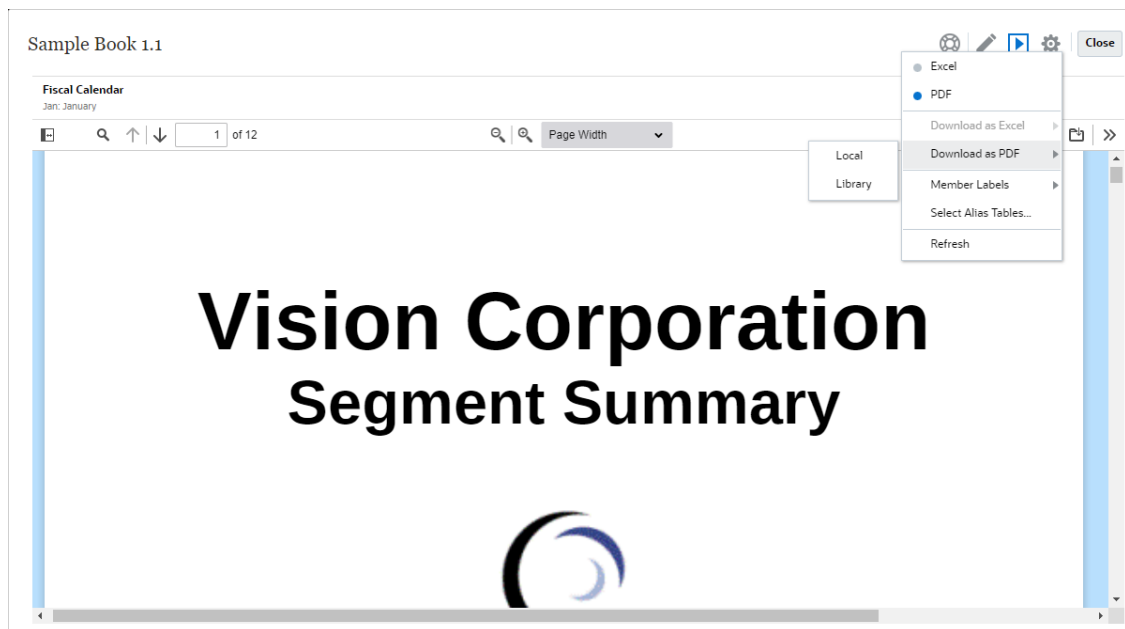 Sample Book 1.1
Close
Fiscal Calendar
Jan: January
1 of 12
Page Width
Excel
PDF
Download as Excel
Download as PDF
Local
Library
Member Labels
Select Alias Tables...
Refresh
Vision Corporation
Segment Summary